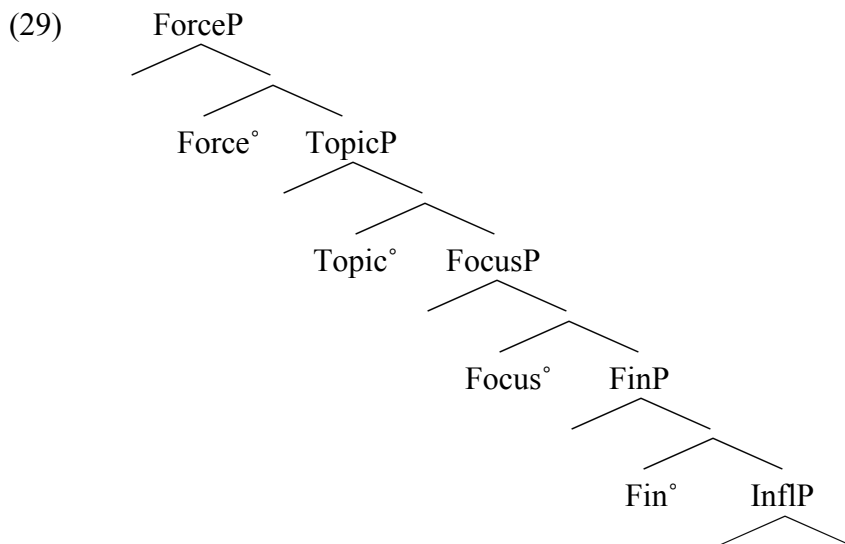 (29) ForceP
Force° TopicP
Topic° FocusP
Focus° FinP
Fin° InflP